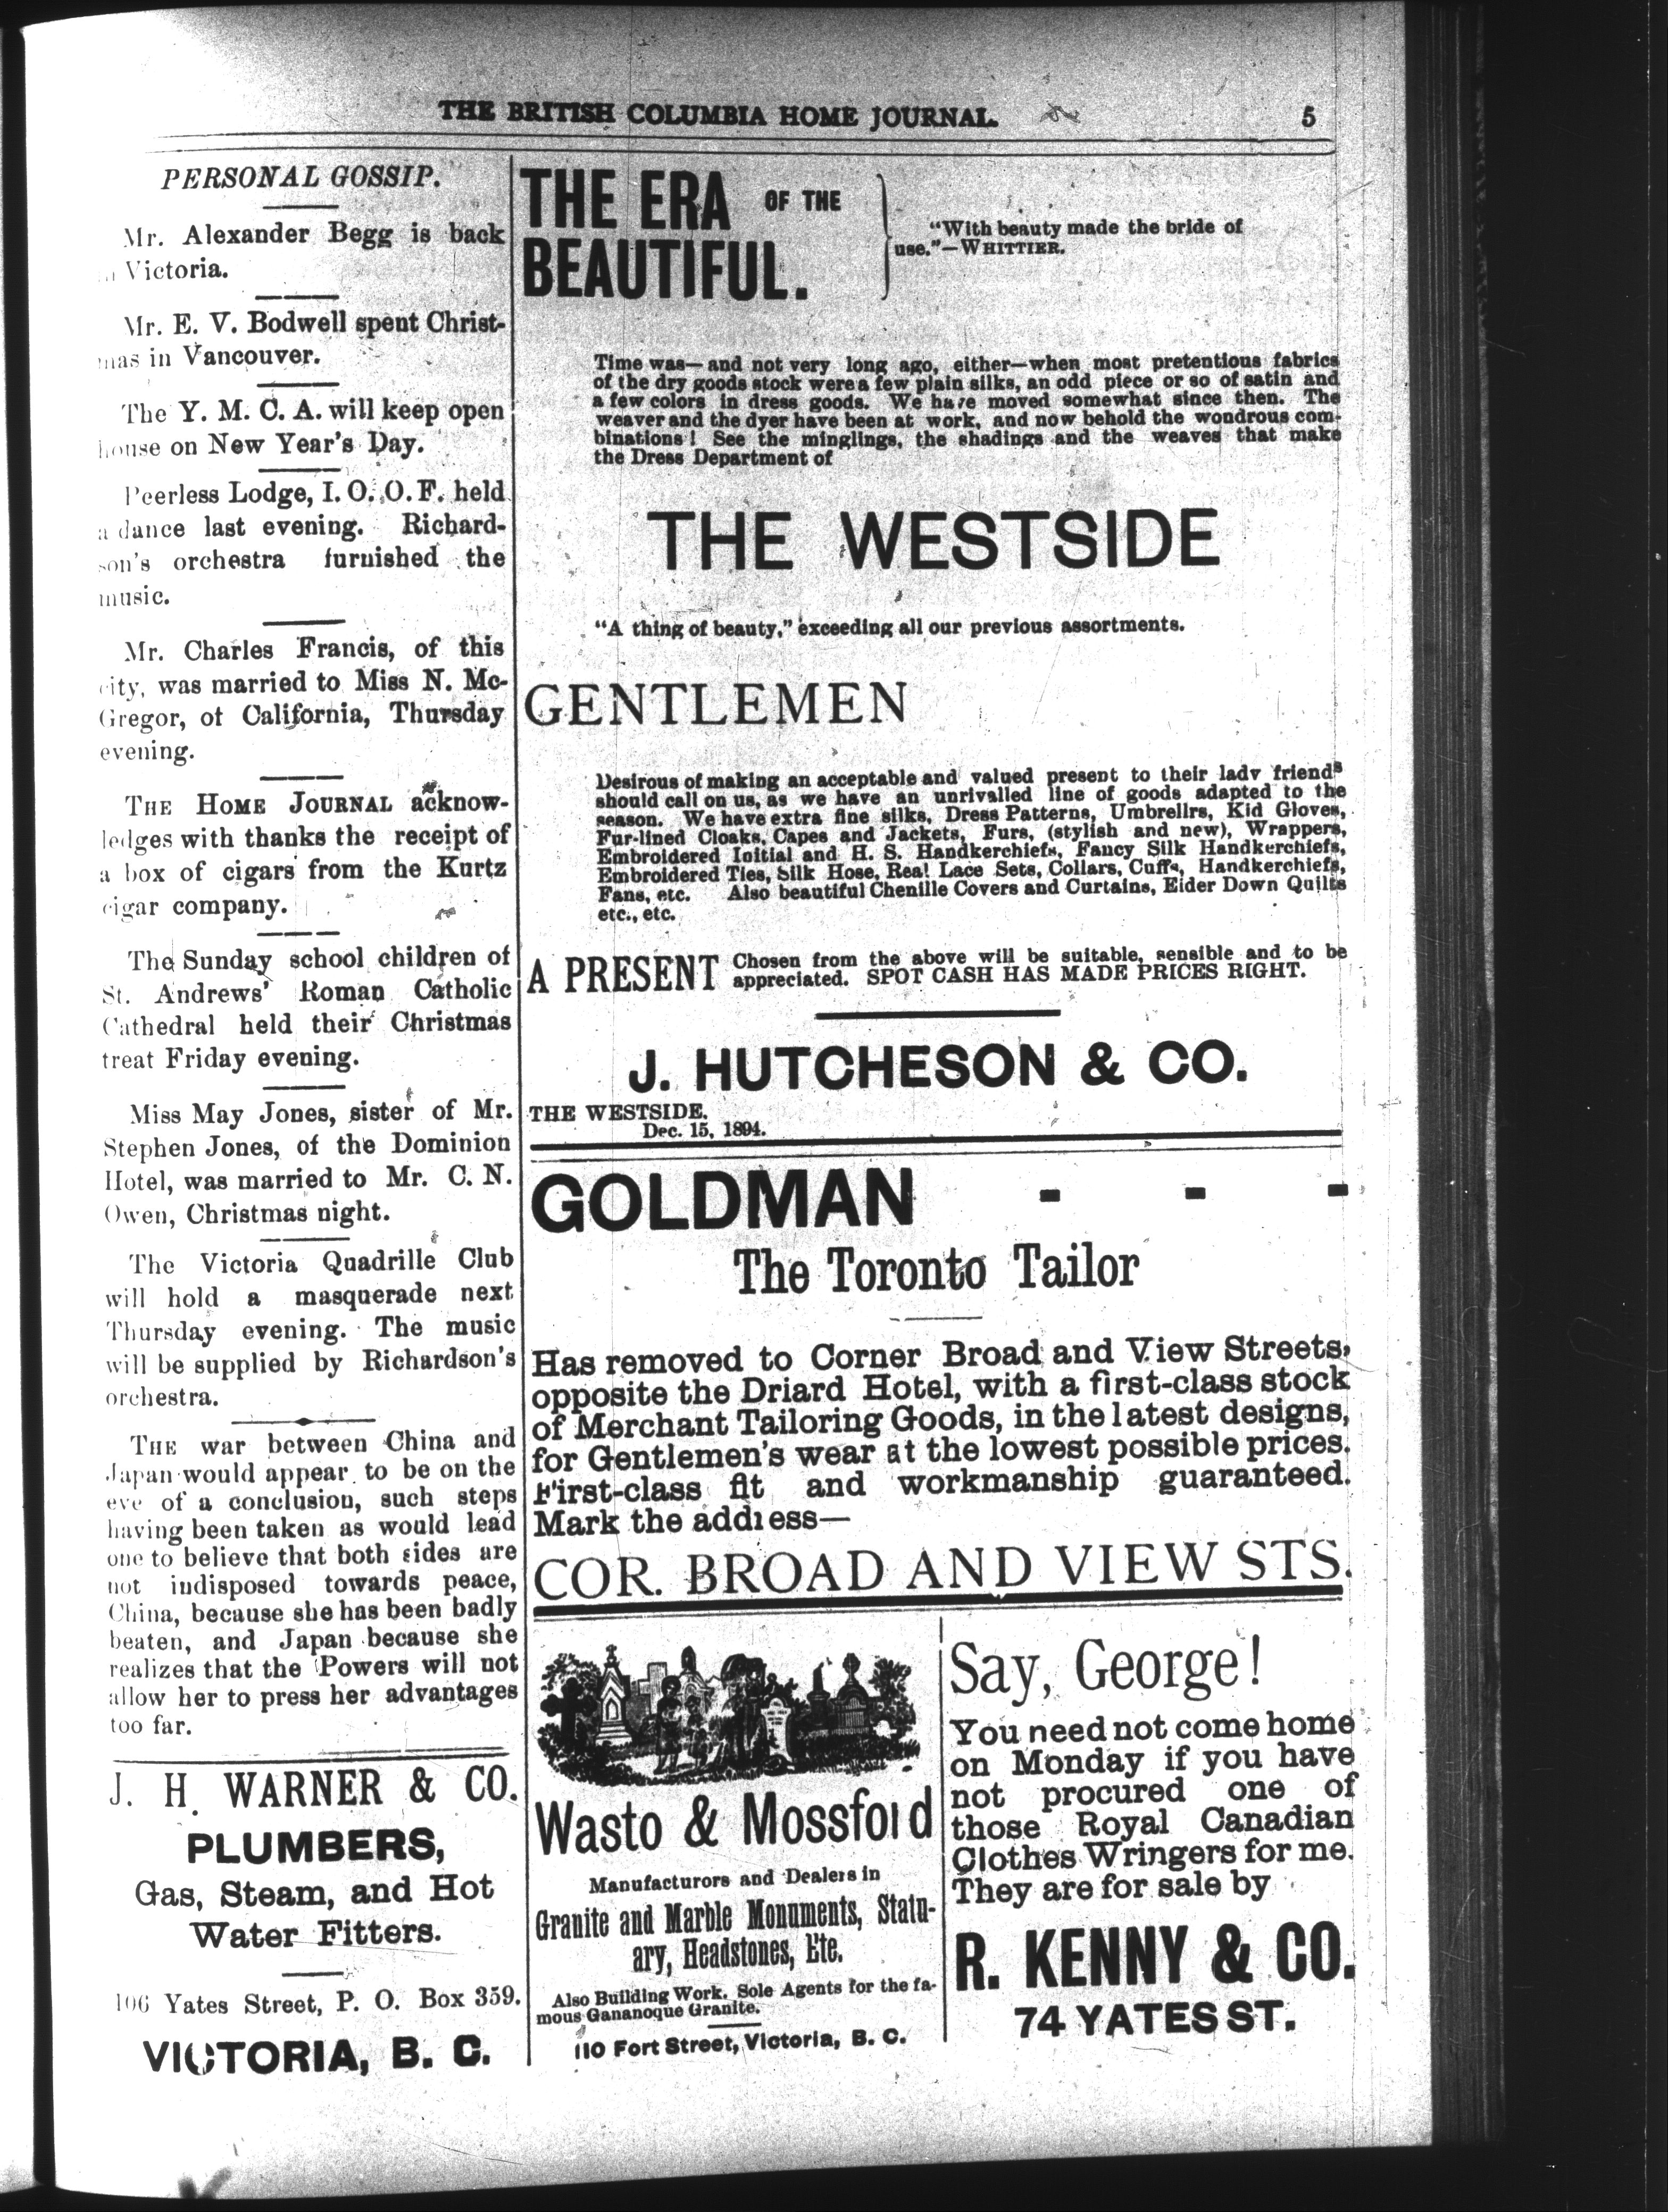 THE BRITISH COLUMBIA HOME JOURNAL.
5
PERSONAL GOSSIP.
Mr. Alexander Begg is back
Victoria.
Mr. E. V. Bodwell spent Christ-
mas in Vancouver.
The Y. M. C. A. will keep open
house on New Year's Day.
Peerless Lodge, I. O. O. F. held
a dance last evening. Richard-
son's orchestra furnished the
music.
Mr. Charles Francis, of this
city, was married to Miss N. Mc-
Gregor, of California, Thursday
evening.
THE HOME JOURNAL acknow-
ledges with thanks the receipt of
a box of cigars from the Kurtz
cigar company.
The Sunday school children of
St. Andrews' Roman Catholic
Cathedral held their Christmas
treat Friday evening.
Miss May Jones, sister of Mr.
Stephen Jones, of the Dominion
Hotel, was married to Mr. C. N.
Owen, Christmas night.
The Victoria Quadrille Club
will hold a masquerade next
Thursday evening. The music
will be supplied by Richardson's
orchestra.
THE war between China and
Japan would appear to be on the
eve of a conclusion, such steps
having been taken as would lead
one to believe that both sides are
not indisposed towards peace,
China, because she has been badly
beaten, and Japan because she
realizes that the Powers will not
allow her to press her advantages
too far.
J. H. WARNER & CO.
PLUMBERS,
Gas, Steam, and Hot
Water Fitters.
106 Yates Street, P. O. Box 359.
VICTORIA, B. C.
THE ERA OF THE
BEAUTIFUL.
"With beauty made the bride of
use."—WHITTIER.
Time was—and not very long ago, either—when most pretentious fabrics
of the dry goods stock were a few plain silks, an odd piece or so of satin and
a few colors in dress goods. We have moved somewhat since then. The
weaver and the dyer have been at work, and now behold the wondrous com-
binations! See the minglings, the shadings and the weaves that make
the Dress Department of
THE WESTSIDE
"A thing of beauty," exceeding all our previous assortments.
GENTLEMEN
Desirous of making an acceptable and valued present to their lady friends
should call on us, as we have an unrivalled line of goods adapted to the
season. We have extra fine silks, Dress Patterns, Umbrellrs, Kid Gloves,
Fur-lined Cloaks, Capes and Jackets, Furs, (stylish and new), Wrappers,
Embroidered Initial and H. S. Handkerchiefs, Fancy Silk Handkerchiefs,
Embroidered Ties, Silk Hose, Real Lace Sets, Collars, Cuffs, Handkerchiefs,
Fans, etc. Also beautiful Chenille Covers and Curtains, Eider Down Quilts
etc., etc.
A PRESENT Chosen from the above will be suitable, sensible and to be
appreciated. SPOT CASH HAS MADE PRICES RIGHT.
J. HUTCHESON & CO.
THE WESTSIDE.
Dec. 15, 1894.
GOLDMAN - - -
The Toronto Tailor
Has removed to Corner Broad and View Streets,
opposite the Driard Hotel, with a first-class stock
of Merchant Tailoring Goods, in the latest designs,
for Gentlemen's wear at the lowest possible prices.
First-class fit and workmanship guaranteed.
Mark the address—
COR. BROAD AND VIEW STS.
Wasto & Mossford
Manufacturors and Dealers in
Granite and Marble Monuments, Statu-
ary, Headstones, Etc.
Also Building Work. Sole Agents for the fa-
mous Gananoque Granite.
110 Fort Street, Victoria, B. C.
Say, George!
You need not come home
on Monday if you have
not procured one of
those Royal Canadian
Clothes Wringers for me.
They are for sale by
R. KENNY & CO.
74 YATES ST.